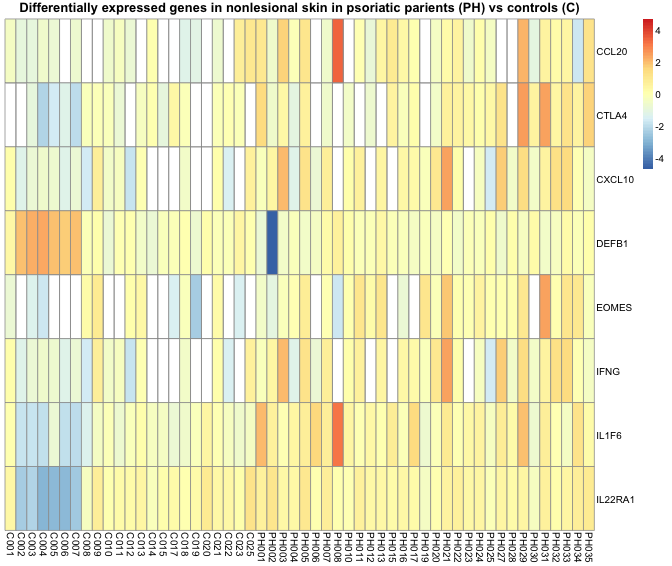 Differentially expressed genes in nonlesional skin in psoriatic parients (PH) vs controls (C)
4
2
0
-2
-4
CCL20
CTLA4
CXCL10
DEFB1
EOMES
IFNG
IL1F6
IL22RA1
C001
C002
C003
C004
C005
C006
C007
C008
C009
C010
C011
C012
C013
C014
C015
C017
C018
C019
C020
C021
C022
C023
C025
PH001
PH002
PH003
PH004
PH005
PH006
PH007
PH008
PH010
PH011
PH012
PH013
PH015
PH016
PH017
PH019
PH020
PH021
PH022
PH023
PH024
PH025
PH027
PH028
PH029
PH030
PH031
PH032
PH033
PH034
PH035